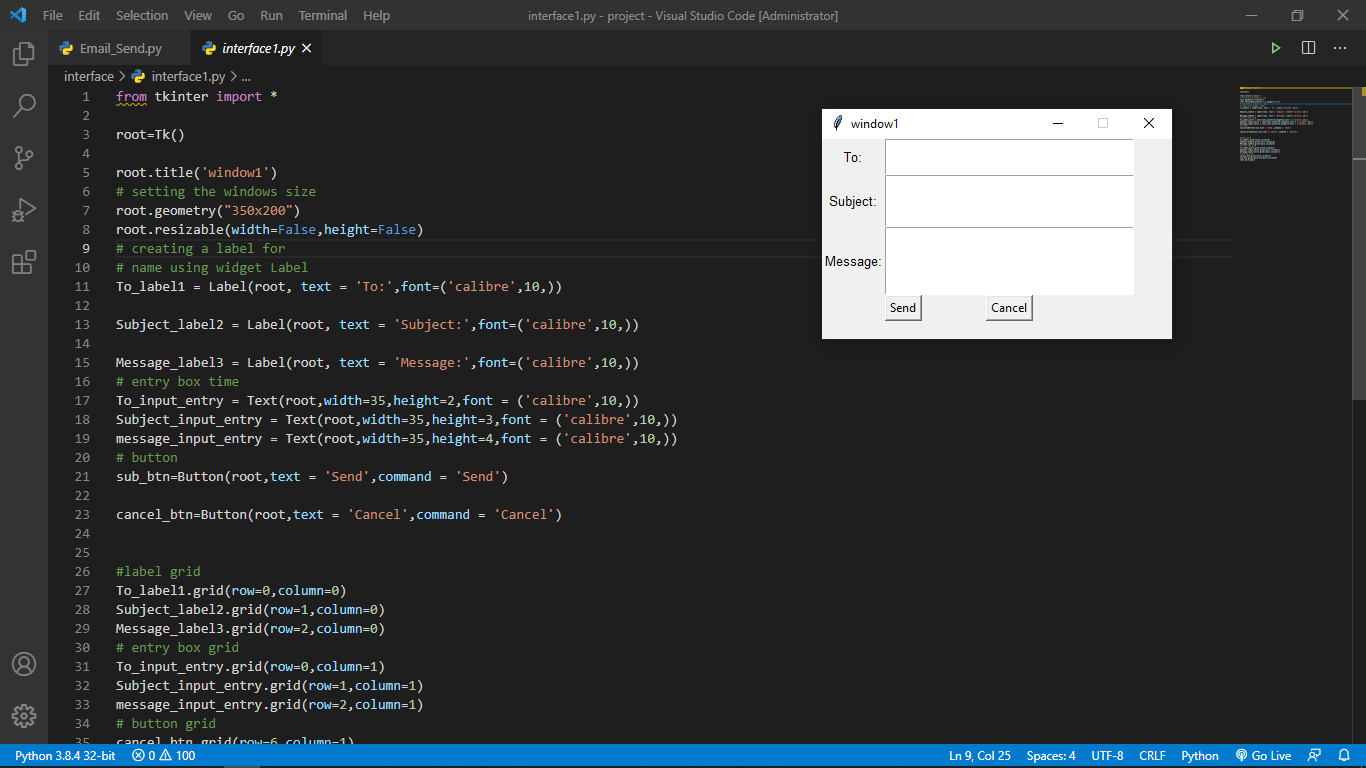 File Edit Selection View Go Run Terminal Help interface1.py - project - Visual Studio Code [Administrator]
Email_Send.py interface1.py
interface > interface1.py > ...
1 from tkinter import *
2
3 root=Tk()
4
5 root.title('window1')
6 # setting the windows size
7 root.geometry("350x200")
8 root.resizable(width=False,height=False)
9 # creating a label for
10 # name using widget Label
11 To_label1 = Label(root, text = 'To:',font=('calibre',10,))
12
13 Subject_label2 = Label(root, text = 'Subject:',font=('calibre',10,))
14
15 Message_label3 = Label(root, text = 'Message:',font=('calibre',10,))
16 # entry box time
17 To_input_entry = Text(root,width=35,height=2,font = ('calibre',10,))
18 Subject_input_entry = Text(root,width=35,height=3,font = ('calibre',10,))
19 message_input_entry = Text(root,width=35,height=4,font = ('calibre',10,))
20 # button
21 sub_btn=Button(root,text = 'Send',command = 'Send')
22
23 cancel_btn=Button(root,text = 'Cancel',command = 'Cancel')
24
25
26 #label grid
27 To_label1.grid(row=0,column=0)
28 Subject_label2.grid(row=1,column=0)
29 Message_label3.grid(row=2,column=0)
30 # entry box grid
31 To_input_entry.grid(row=0,column=1)
32 Subject_input_entry.grid(row=1,column=1)
33 message_input_entry.grid(row=2,column=1)
34 # button grid
35 cancel_btn.grid(row=6,column=1)
window1
To:
Subject:
Message:
Send Cancel
Python 3.8.4 32-bit 0 100 Ln 9, Col 25 Spaces: 4 UTF-8 CRLF Python Go Live